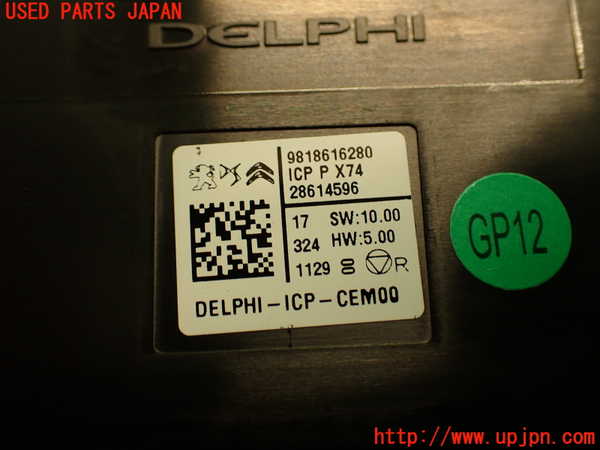 USED PARTS JAPAN
DELPHI
9818616280
ICP P X74
28614596
17 SW:10.00
324 HW:5.00
1129 00 R
DELPHI-ICP-CEM00
GP12
www.upjpn.com